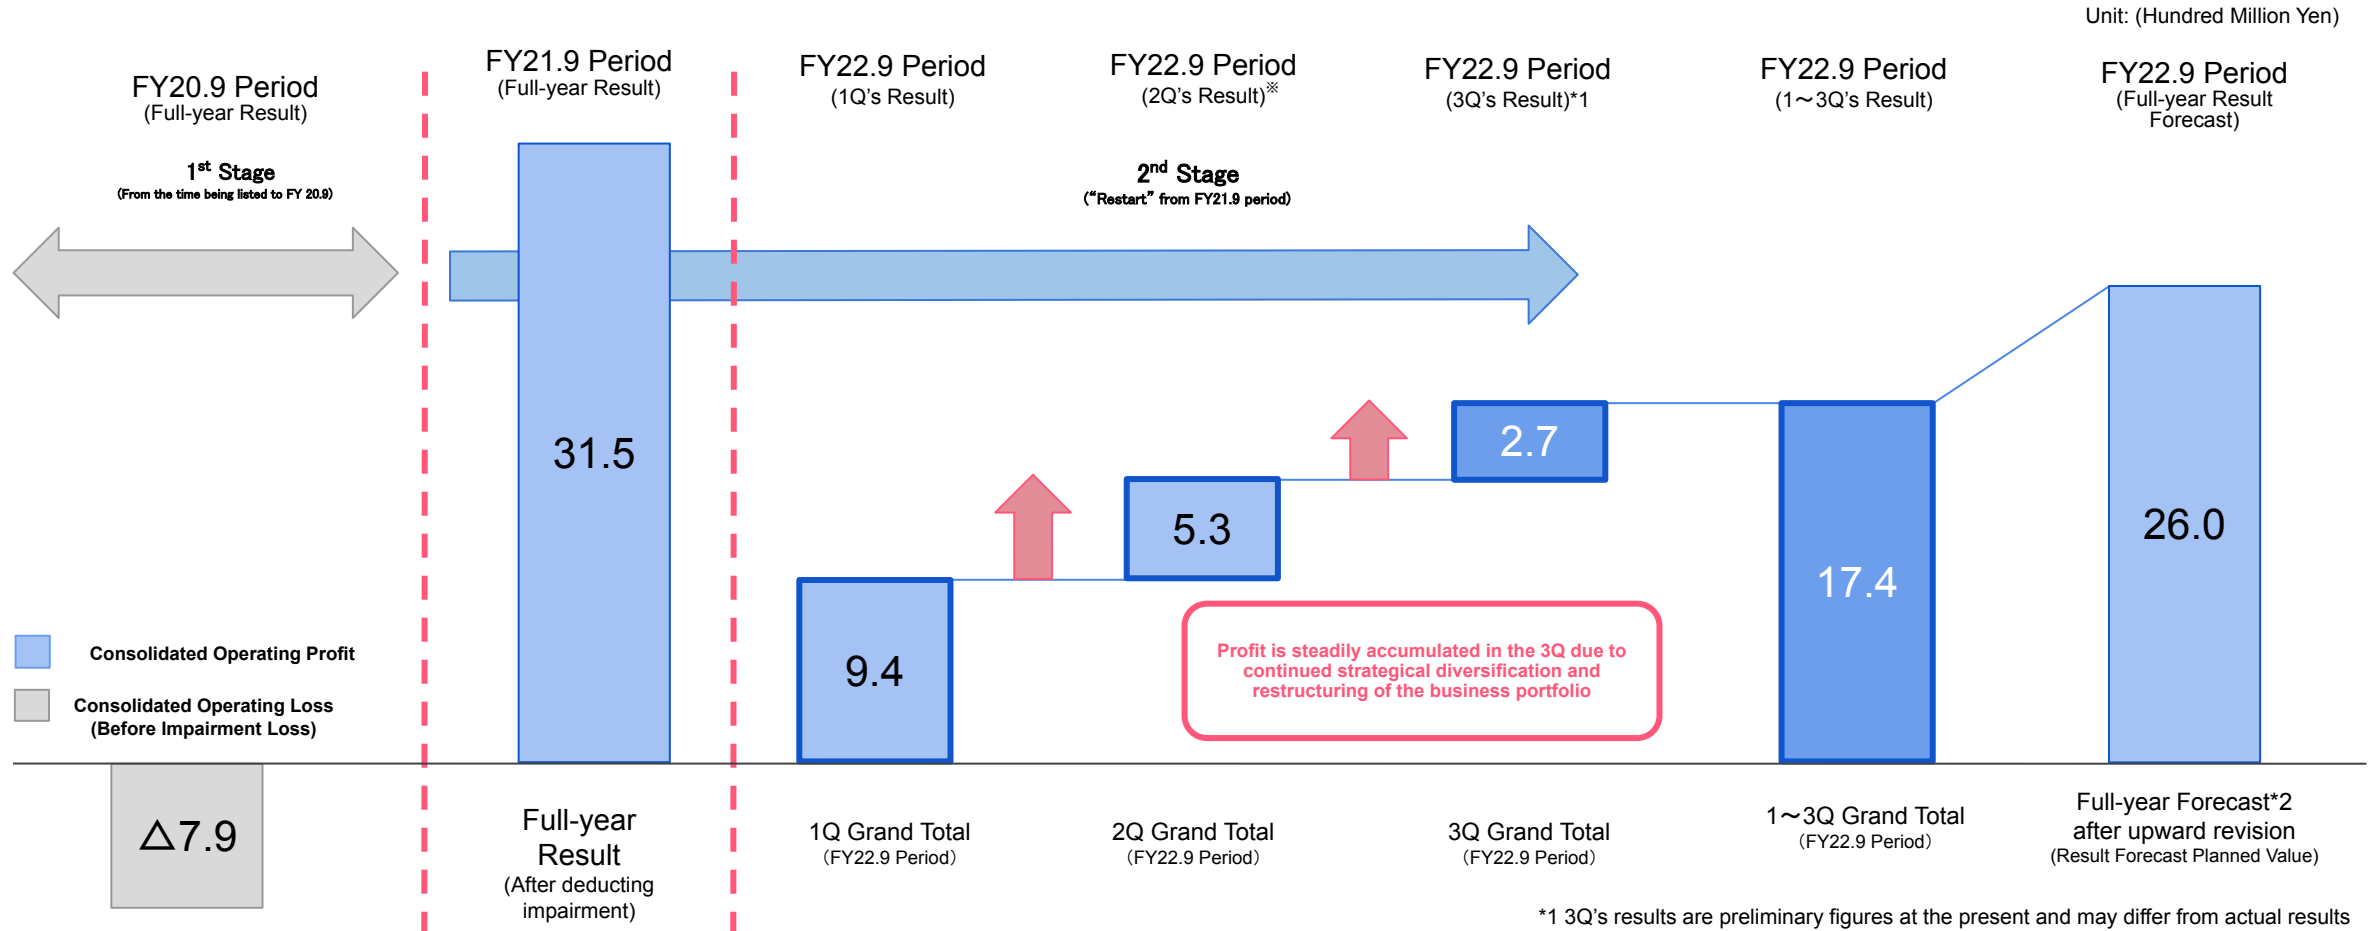 Unit: (Hundred Million Yen)
FY20.9 Period
(Full-year Result)
FY21.9 Period
(Full-year Result)
FY22.9 Period
(1Q's Result)
FY22.9 Period
(2Q's Result)※
FY22.9 Period
(3Q's Result)*1
FY22.9 Period
(1～3Q's Result)
FY22.9 Period
(Full-year Result
Forecast)
1st Stage
(From the time being listed to FY 20.9)
2nd Stage
("Restart" from FY21.9 period)
31.5
9.4
5.3
2.7
17.4
26.0
Profit is steadily accumulated in the 3Q due to
continued strategical diversification and
restructuring of the business portfolio
Consolidated Operating Profit
Consolidated Operating Loss
(Before Impairment Loss)
△7.9
Full-year
Result
(After deducting
impairment)
1Q Grand Total
（FY22.9 Period）
2Q Grand Total
（FY22.9 Period）
3Q Grand Total
（FY22.9 Period）
1～3Q Grand Total
（FY22.9 Period）
Full-year Forecast*2
after upward revision
(Result Forecast Planned Value)
*1 3Q's results are preliminary figures at the present and may differ from actual results